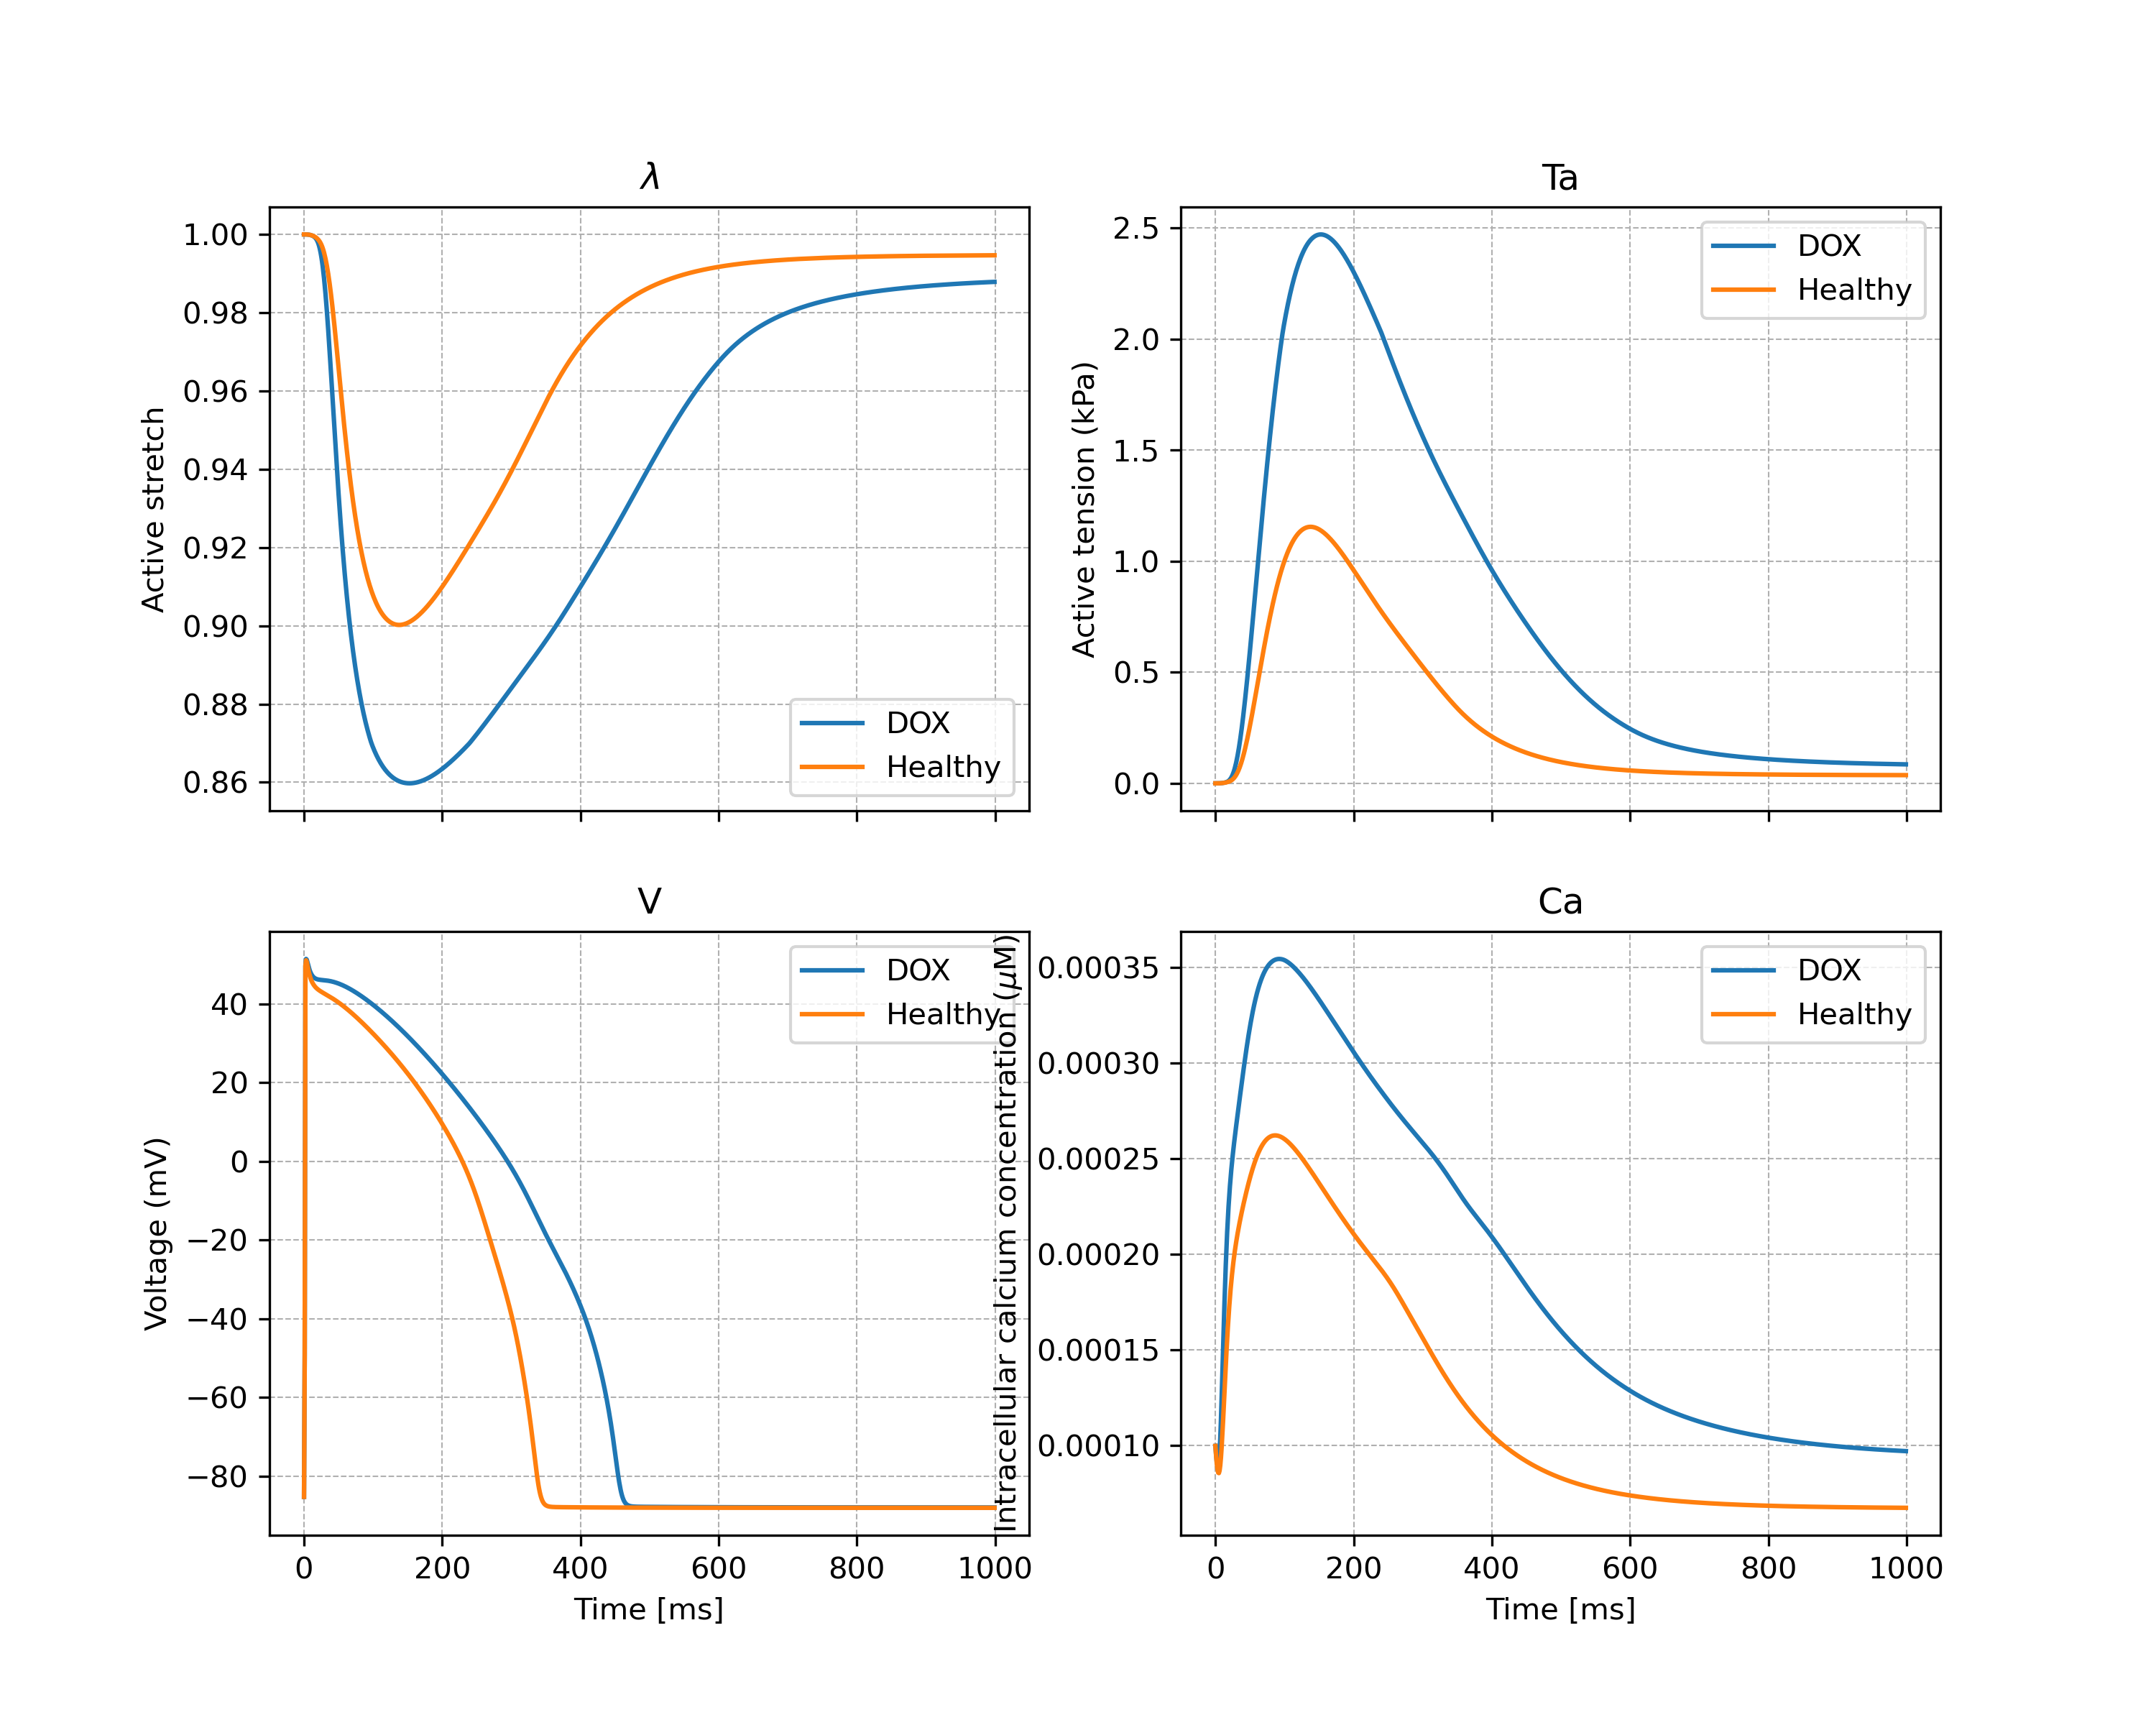 λ
1.00
0.98
0.96
0.94
0.92
0.90
0.88
0.86
Active stretch
DOX
Healthy
Ta
2.5
2.0
1.5
1.0
0.5
0.0
Active tension (kPa)
DOX
Healthy
V
40
20
0
−20
−40
−60
−80
Voltage (mV)
DOX
Healthy
0 200 400 600 800 1000
Time [ms]
Ca
0.00035
0.00030
0.00025
0.00020
0.00015
0.00010
Intracellular calcium concentration (μM)
DOX
Healthy
0 200 400 600 800 1000
Time [ms]